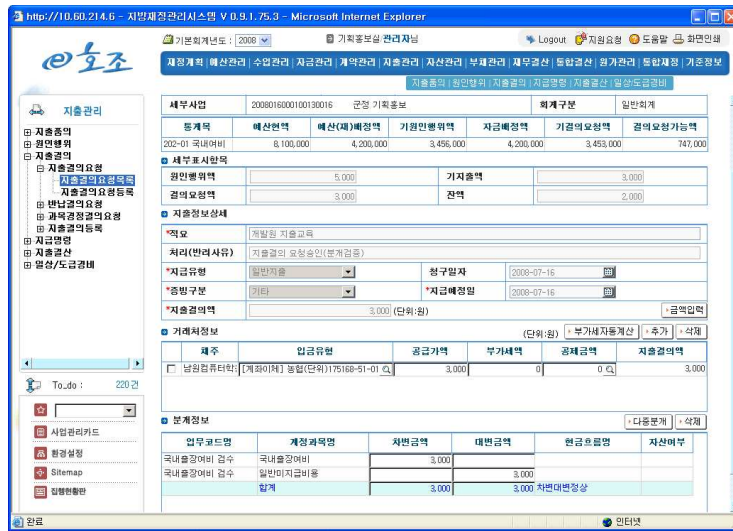 http://10.60.214.6 - 지방재정관리시스템 V 0.9.1.75.3 - Microsoft Internet Explorer
e호조
기본회계년도 : 2008 기획홍보실 관리자님 Logout 지원요청 도움말 화면인쇄
재정계획 | 예산관리 | 수입관리 | 자금관리 | 계약관리 | 지출관리 | 자산관리 | 부채관리 | 재무결산 | 통합결산 | 원가관리 | 통합재정 | 기준정보
지출품의 | 원인행위 | 지출결의 | 지급명령 | 지출결산 | 일상/도급경비
지출관리
지출품의
원인행위
지출결의
지출결의요청
지출결의요청목록
지출결의요청등록
반납결의요청
과목경정결의요청
지출결의등록
지급명령
지출결산
일상/도급경비
To_do : 220 건
사업관리카드
환경설정
Sitemap
집행현황판
세부사업 2008016000100130016 군정 기획홍보 회계구분 일반회계
통계목 예산현액 예산(재)배정액 기원인행위액 자금배정액 기결의요청액 결의요청가능액
202-01 국내여비 6,100,000 4,200,000 3,456,000 4,200,000 3,453,000 747,000
세부표시항목
원인행위액 5,000 기지출액 3,000
결의요청액 3,000 잔액 2,000
지출정보상세
*적요 개발원 지출교육
처리(반리사유) 지출결의 요청승인(분개검증)
*지급유형 일반지출 청구일자 2008-07-16
*증빙구분 기타 *지급예정일 2008-07-16
*지출결의액 3,000 (단위:원) 금액입력
거래처정보 (단위:원) 부가세자동계산 추가 삭제
채주 입금유형 공급가액 부가세액 공제금액 지출결의액
남원컴퓨터학 [계좌이체] 농협(단위)175168-51-01 3,000 0 0 3,000
분개정보 다중분개 삭제
업무코드명 계정과목명 차변금액 대변금액 현금흐름명 자산여부
국내출장여비 검수 국내출장여비 3,000
국내출장여비 검수 일반미지급비용 3,000
합계 3,000 3,000 차변대변정상
완료 인터넷